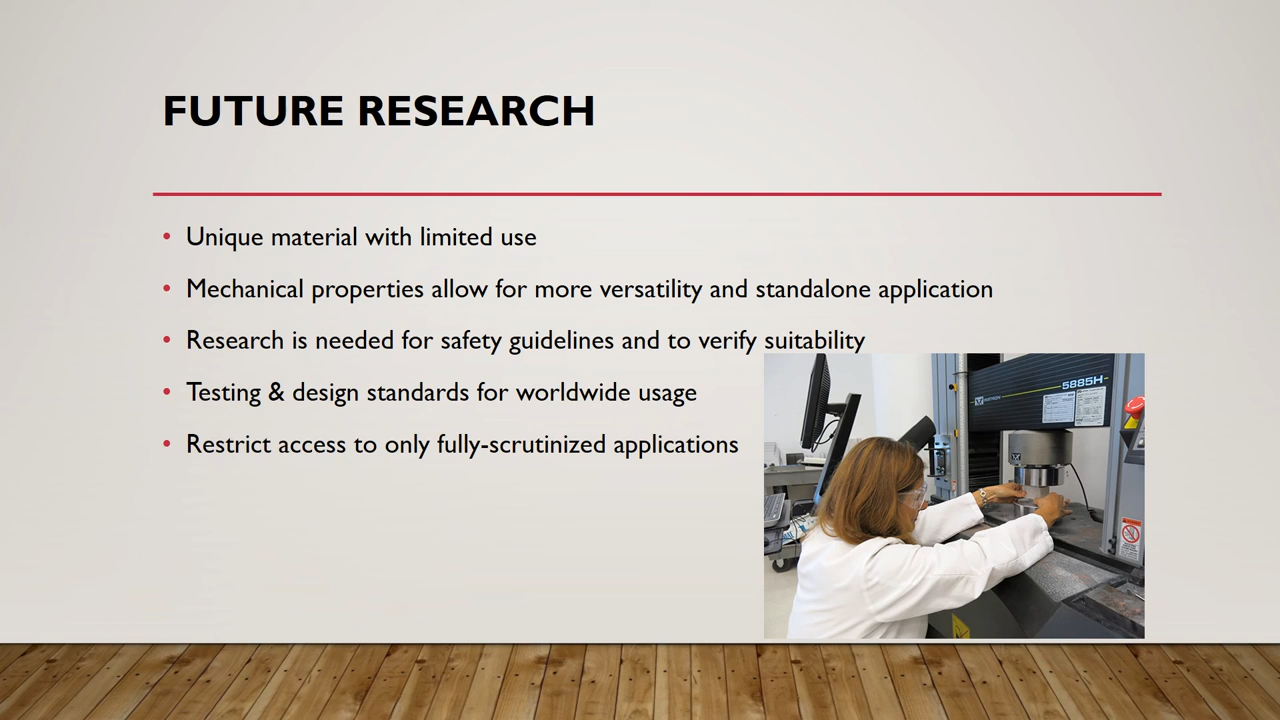 FUTURE RESEARCH
• Unique material with limited use
• Mechanical properties allow for more versatility and standalone application
• Research is needed for safety guidelines and to verify suitability
• Testing & design standards for worldwide usage
• Restrict access to only fully-scrutinized applications
5885H